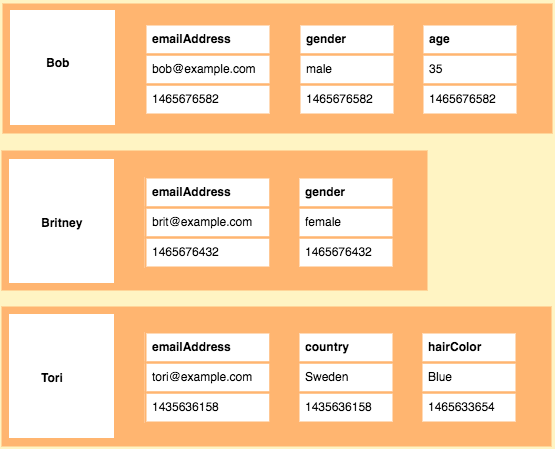 Bob
emailAddress gender age
bob@example.com male 35
1465676582 1465676582 1465676582
Britney
emailAddress gender
brit@example.com female
1465676432 1465676432
Tori
emailAddress country hairColor
tori@example.com Sweden Blue
1435636158 1435636158 1465633654